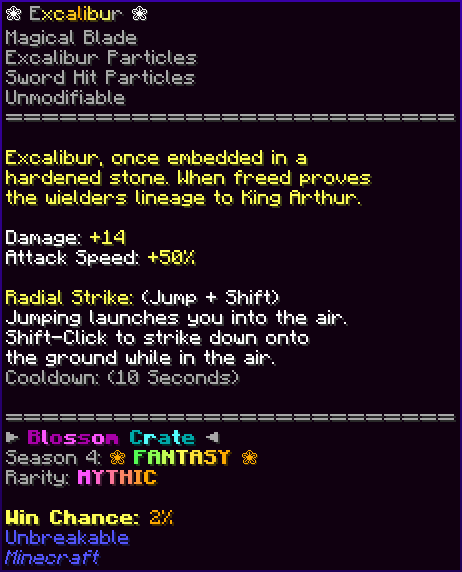 ❀ Excalibur ❀
Magical Blade
Excalibur Particles
Sword Hit Particles
Unmodifiable
====================================
Excalibur, once embedded in a
hardened stone. When freed proves
the wielders lineage to King Arthur.
Damage: +14
Attack Speed: +50%
Radial Strike: (Jump + Shift)
Jumping launches you into the air.
Shift-Click to strike down onto
the ground while in the air.
Cooldown: (10 Seconds)
====================================
► Blossom Crate ◄
Season 4: ❀ FANTASY ❀
Rarity: MYTHIC
Win Chance: 2%
Unbreakable
Minecraft